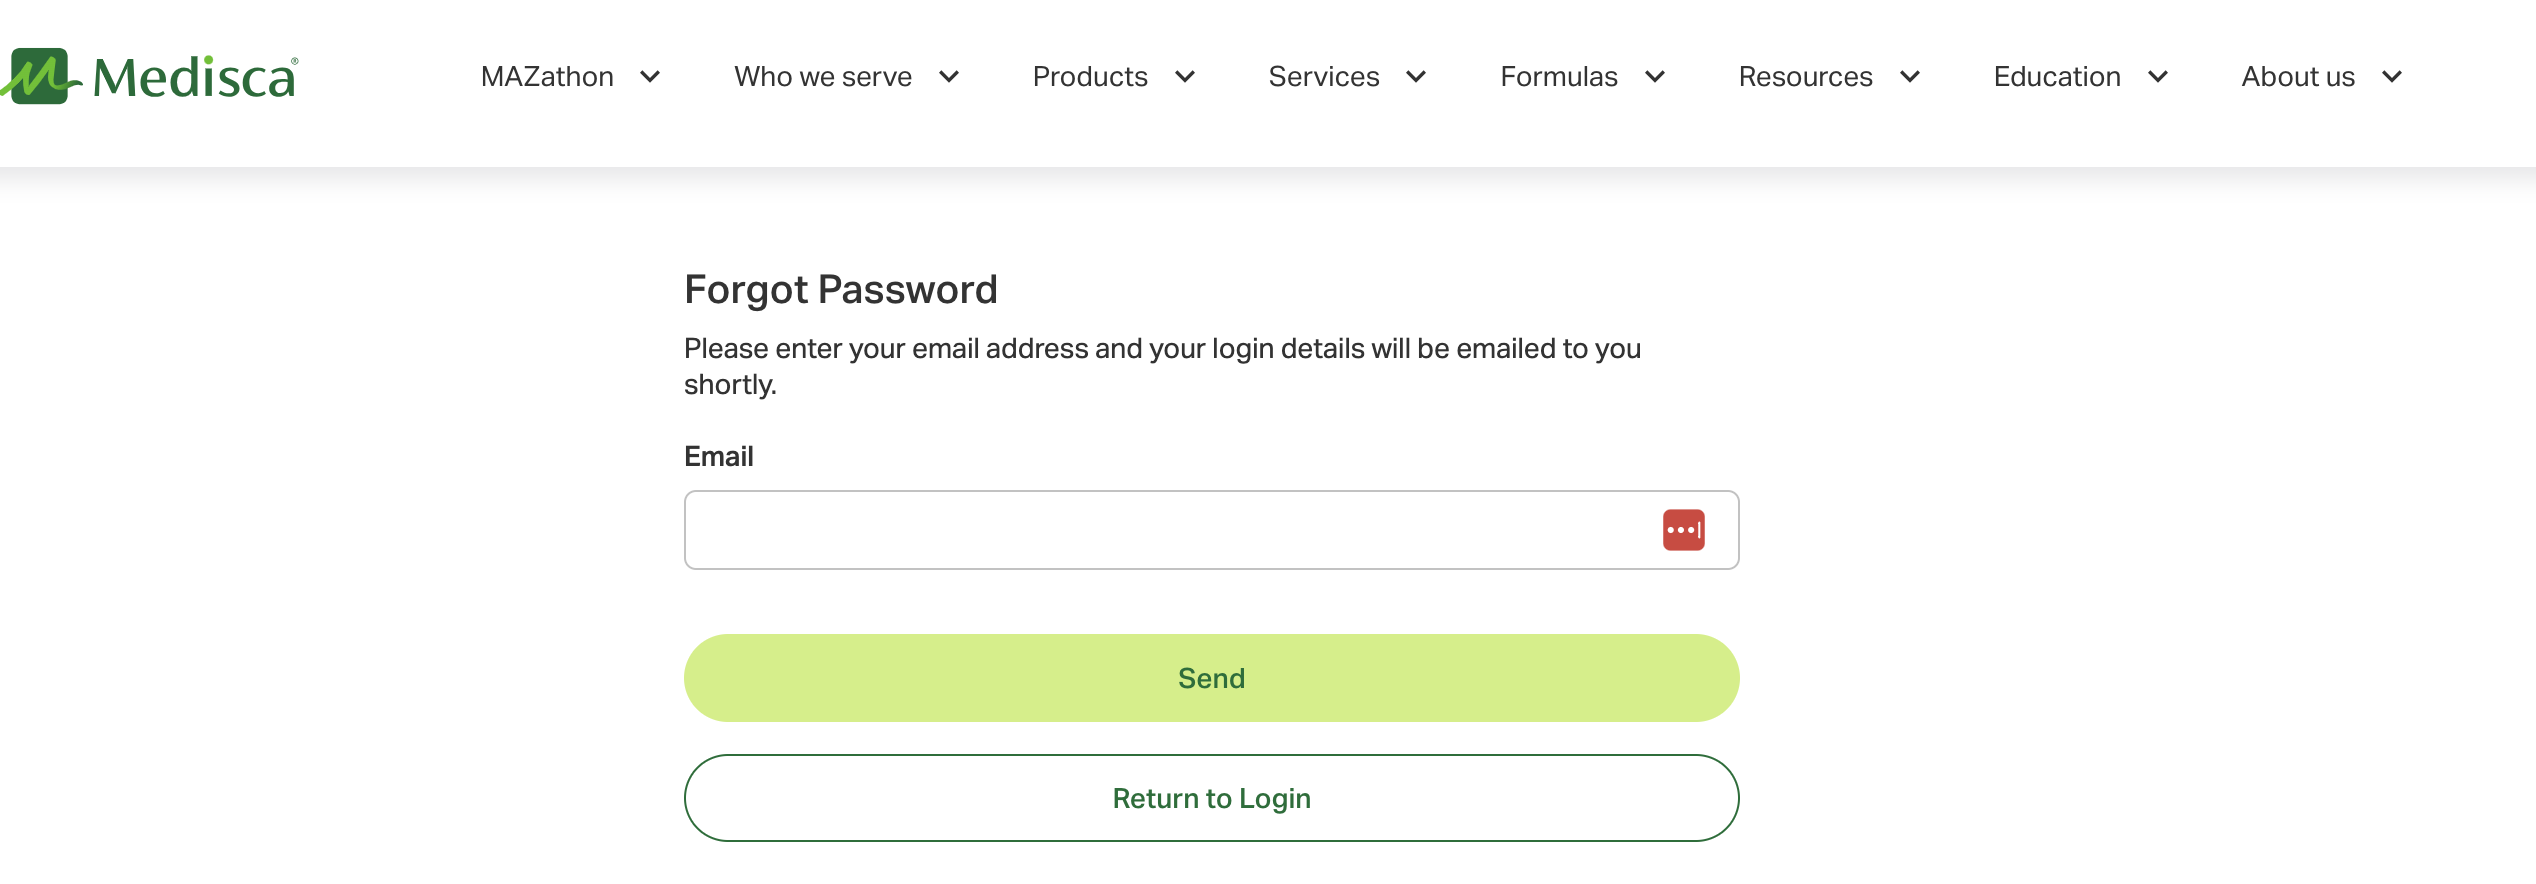 Medisca®
MAZathon Who we serve Products Services Formulas Resources Education About us
Forgot Password
Please enter your email address and your login details will be emailed to you
shortly.
Email
Send
Return to Login